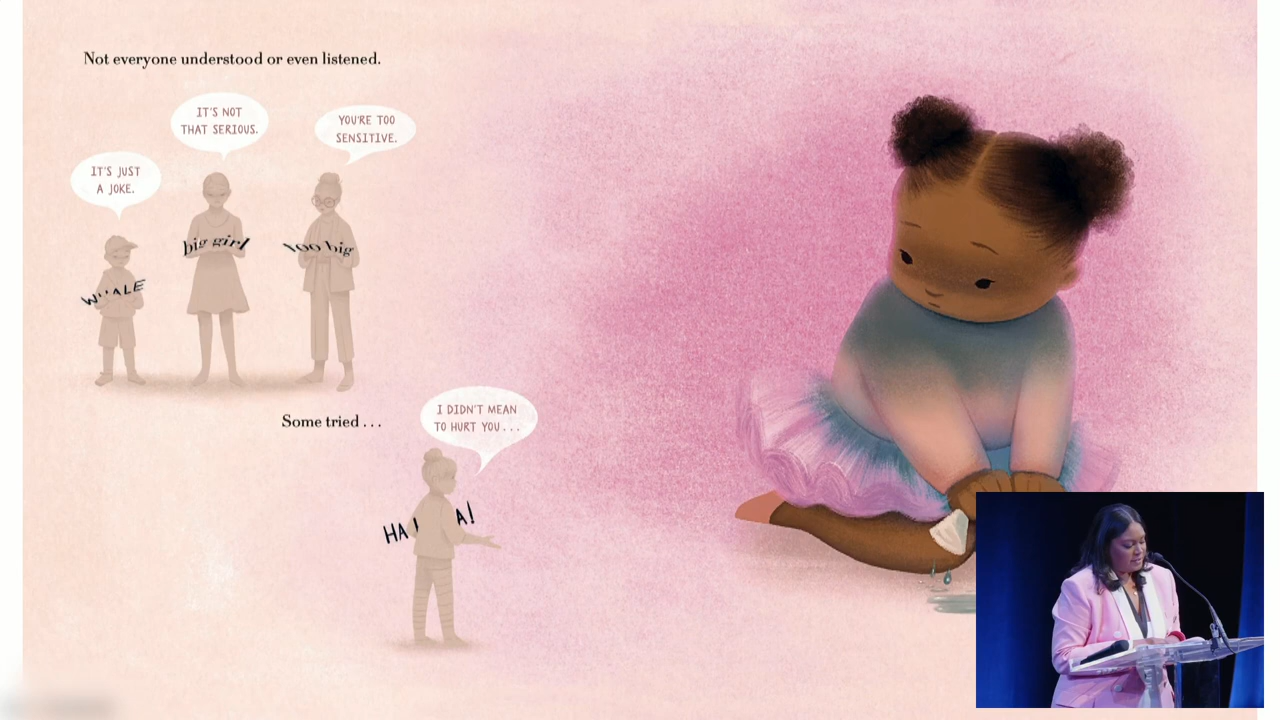 Not everyone understood or even listened.
IT'S NOT
THAT SERIOUS.
YOU'RE TOO
SENSITIVE.
IT'S JUST
A JOKE.
big girl
too big
Some tried . . .
I DIDN'T MEAN
TO HURT YOU . . .